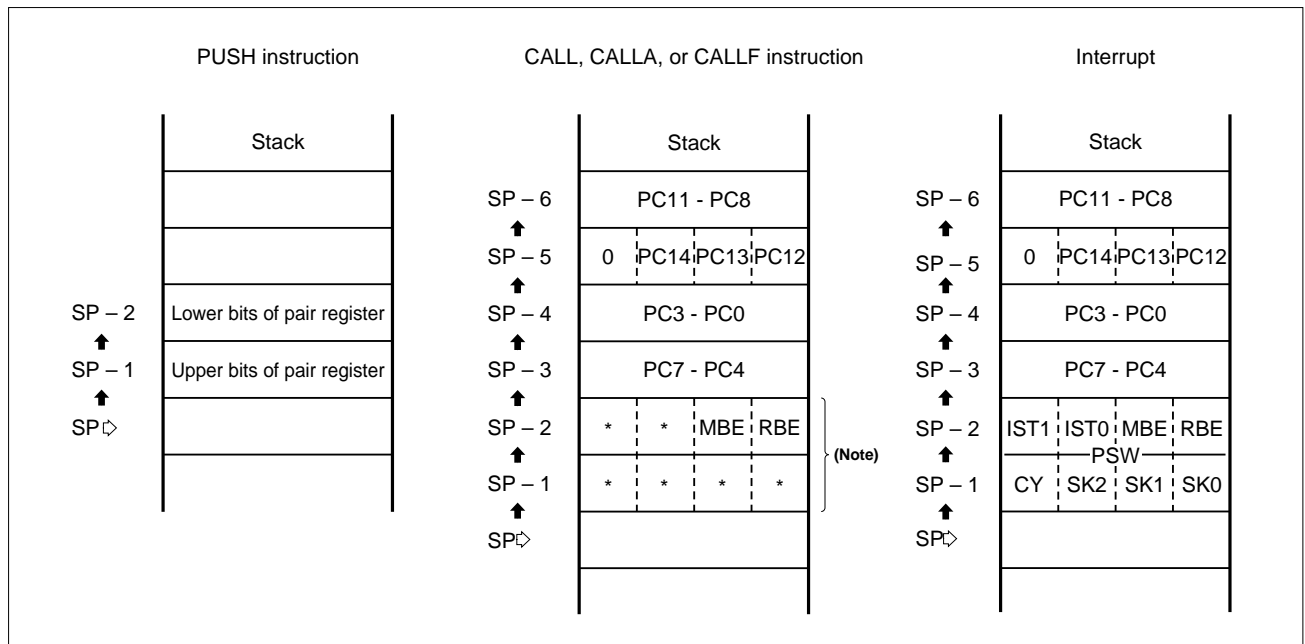 PUSH instruction
Stack
SP – 2 Lower bits of pair register
SP – 1 Upper bits of pair register
SP
CALL, CALLA, or CALLF instruction
Stack
SP – 6 PC11 - PC8
SP – 5 0 PC14 PC13 PC12
SP – 4 PC3 - PC0
SP – 3 PC7 - PC4
SP – 2 * * MBE RBE
(Note)
SP – 1 * * * *
SP
Interrupt
Stack
SP – 6 PC11 - PC8
SP – 5 0 PC14 PC13 PC12
SP – 4 PC3 - PC0
SP – 3 PC7 - PC4
SP – 2 IST1 IST0 MBE RBE
PSW
SP – 1 CY SK2 SK1 SK0
SP